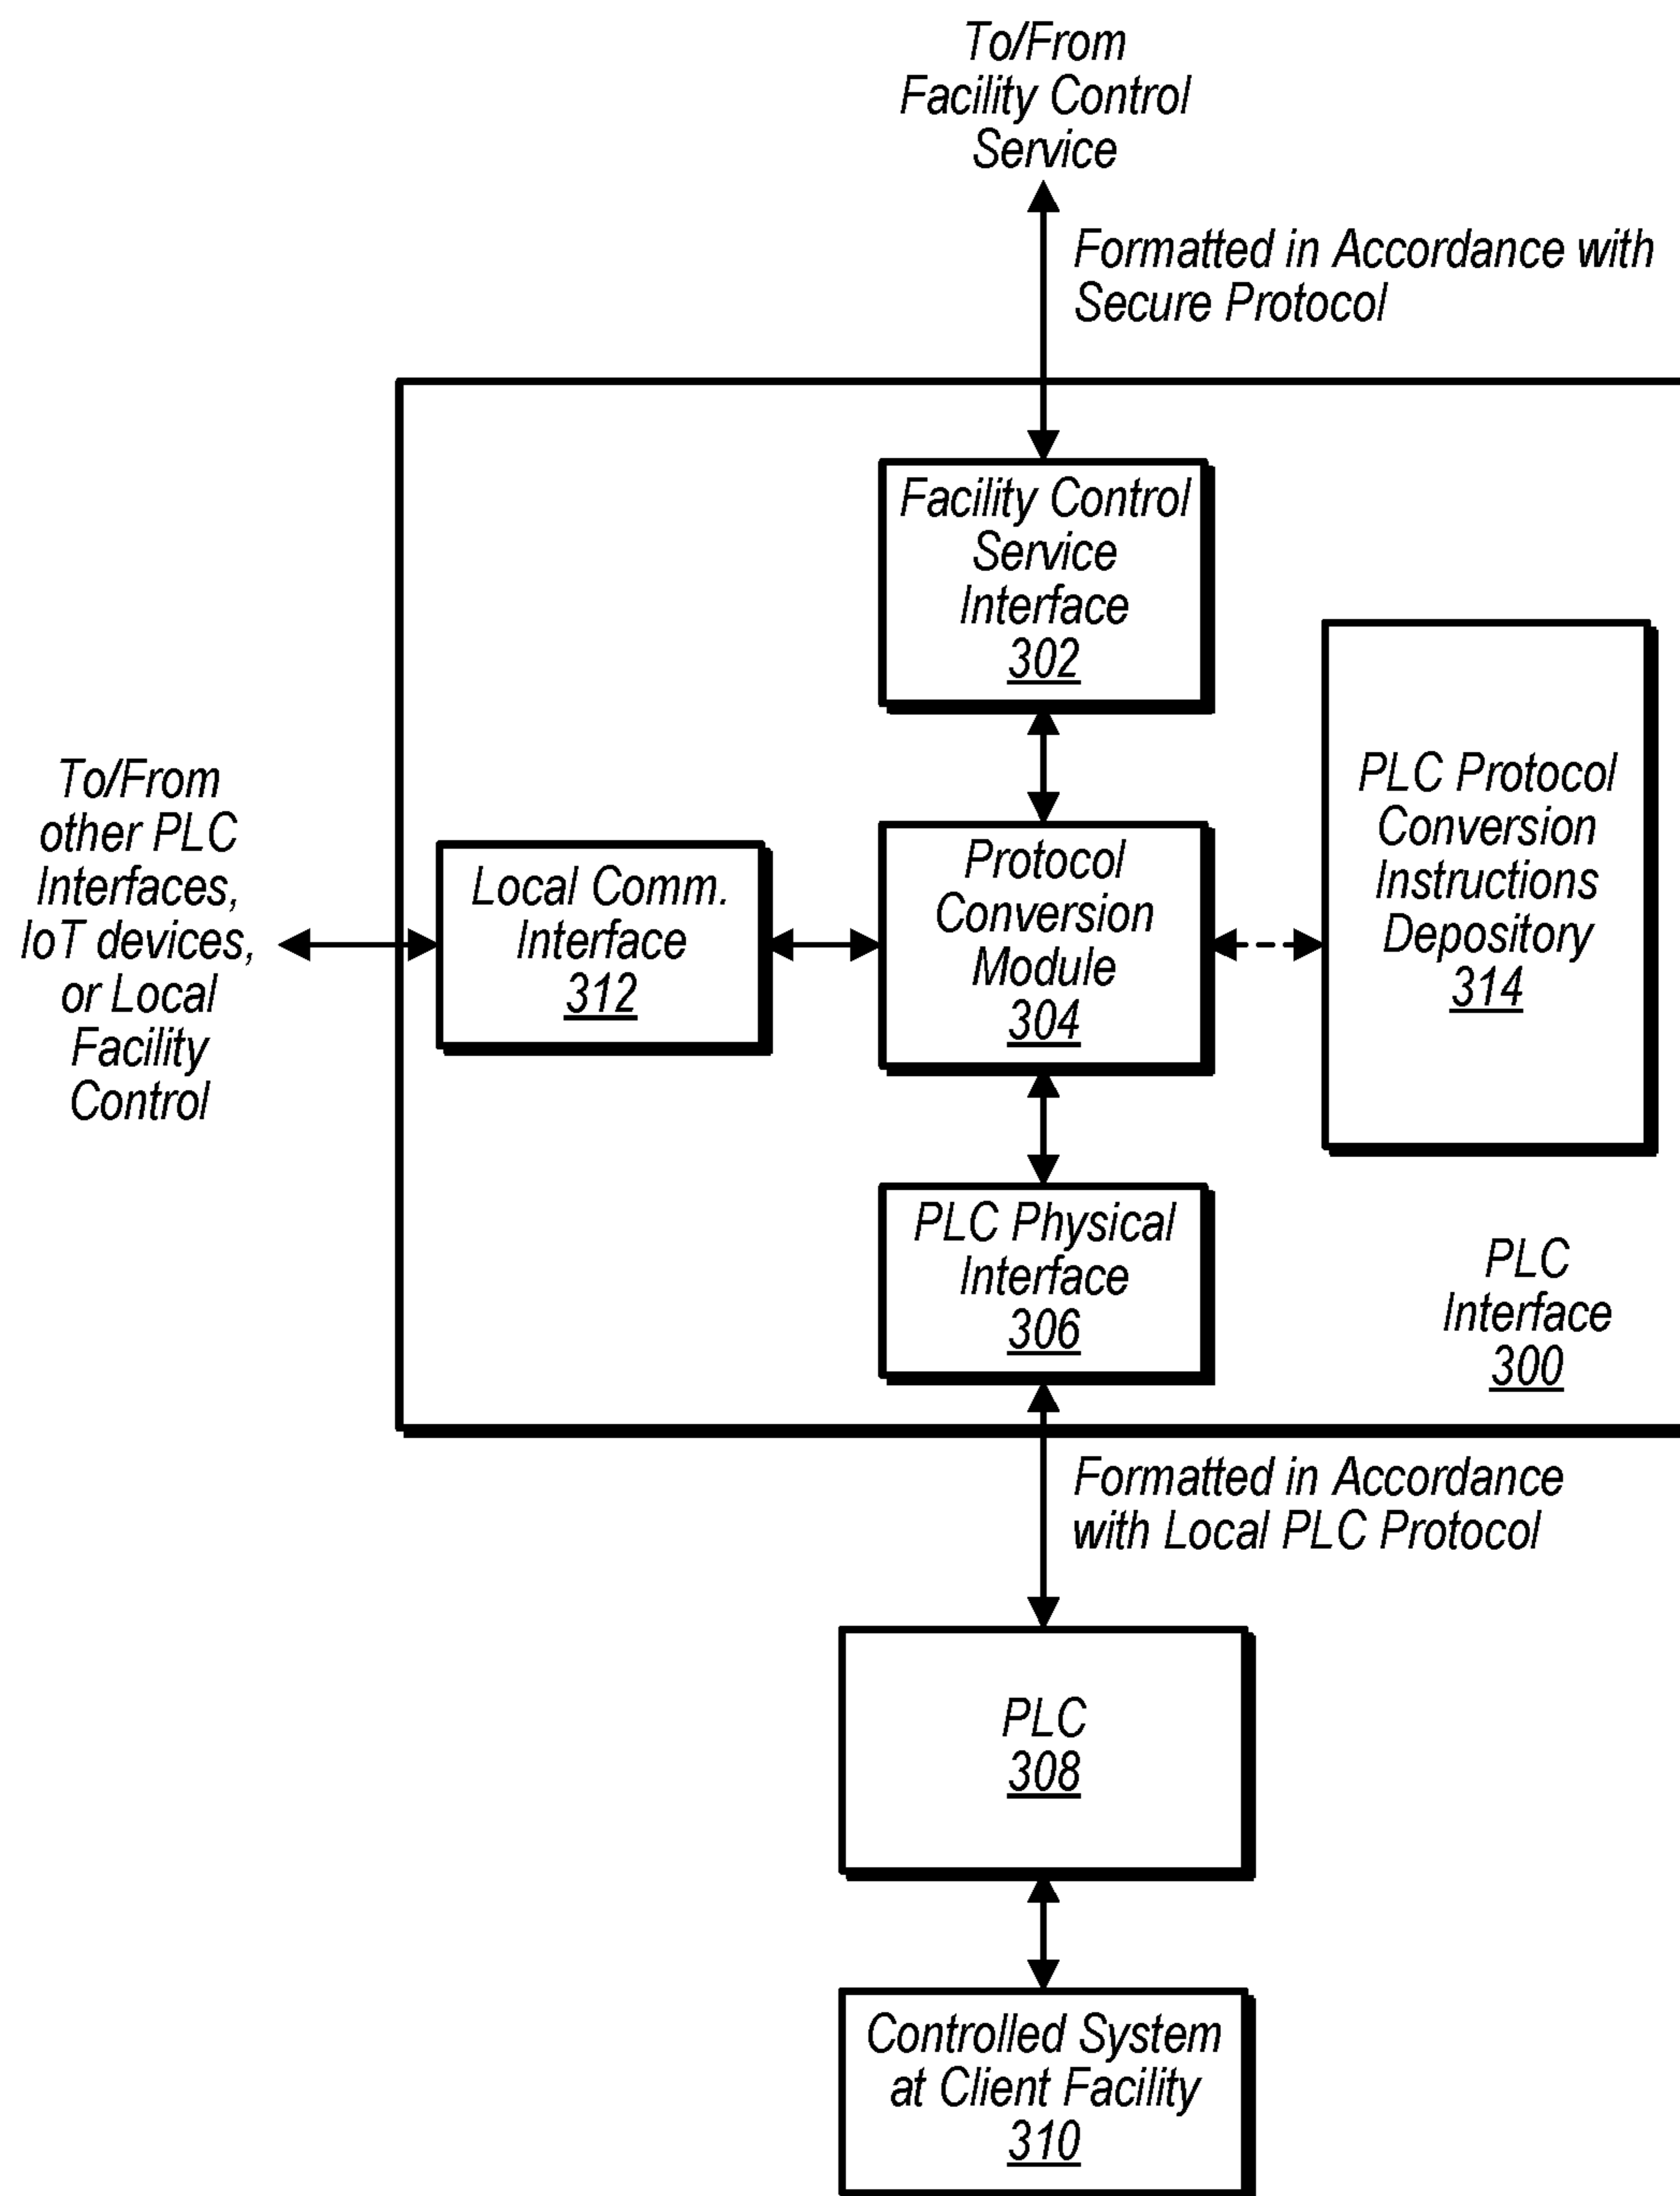 To/From
Facility Control
Service
Formatted in Accordance with
Secure Protocol
Facility Control
Service
Interface
302
To/From
other PLC
Interfaces,
IoT devices,
or Local
Facility
Control
Local Comm.
Interface
312
Protocol
Conversion
Module
304
PLC Protocol
Conversion
Instructions
Depository
314
PLC Physical
Interface
306
PLC
Interface
300
Formatted in Accordance
with Local PLC Protocol
PLC
308
Controlled System
at Client Facility
310